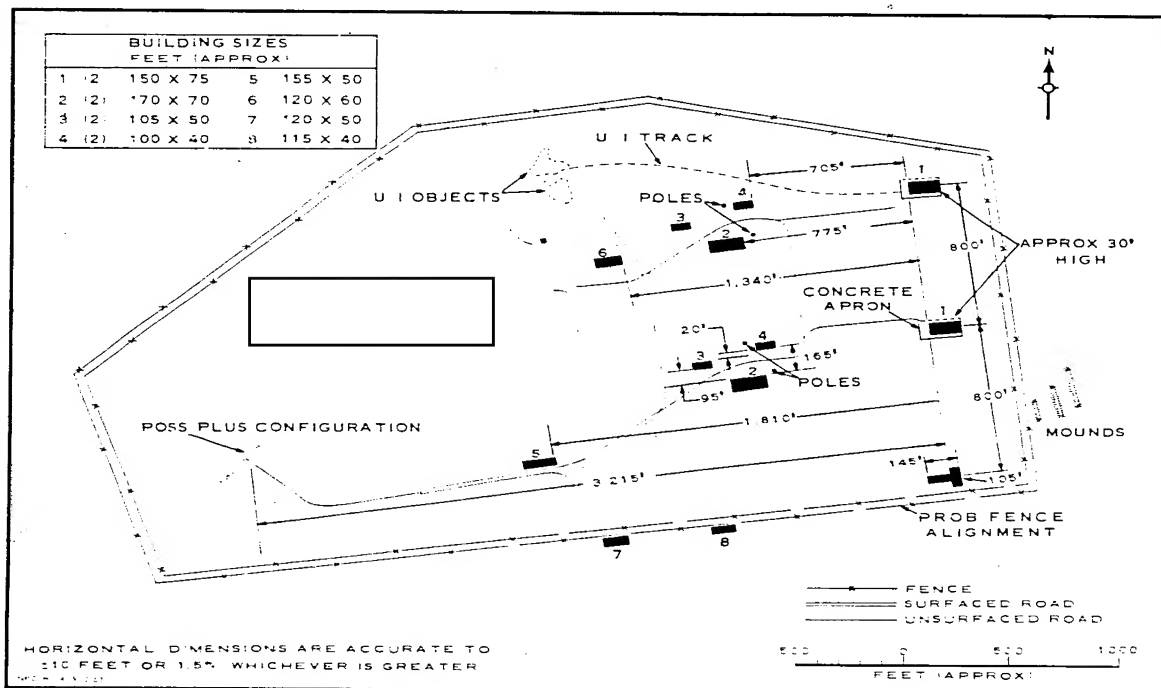 BUILDING SIZES
FEET (APPROX)
1 (2 150 X 75 5 155 X 50
2 (2) 170 X 70 6 120 X 60
3 (2) 105 X 50 7 120 X 50
4 (2) 100 X 40 8 115 X 40
N
U I TRACK
705'
1
U I OBJECTS
POLES
4
3
2
775'
6
APPROX 30'
HIGH
800'
1,340'
CONCRETE
APRON
1
20'
4
3
165'
2
POLES
95'
800'
1,810'
MOUNDS
POSS PLUS CONFIGURATION
5
3,215'
145'
105'
PROB FENCE
ALIGNMENT
7
8
FENCE
SURFACED ROAD
UNSURFACED ROAD
HORIZONTAL DIMENSIONS ARE ACCURATE TO
±10 FEET OR 1.5% WHICHEVER IS GREATER
500 0 500 1000
FEET (APPROX)